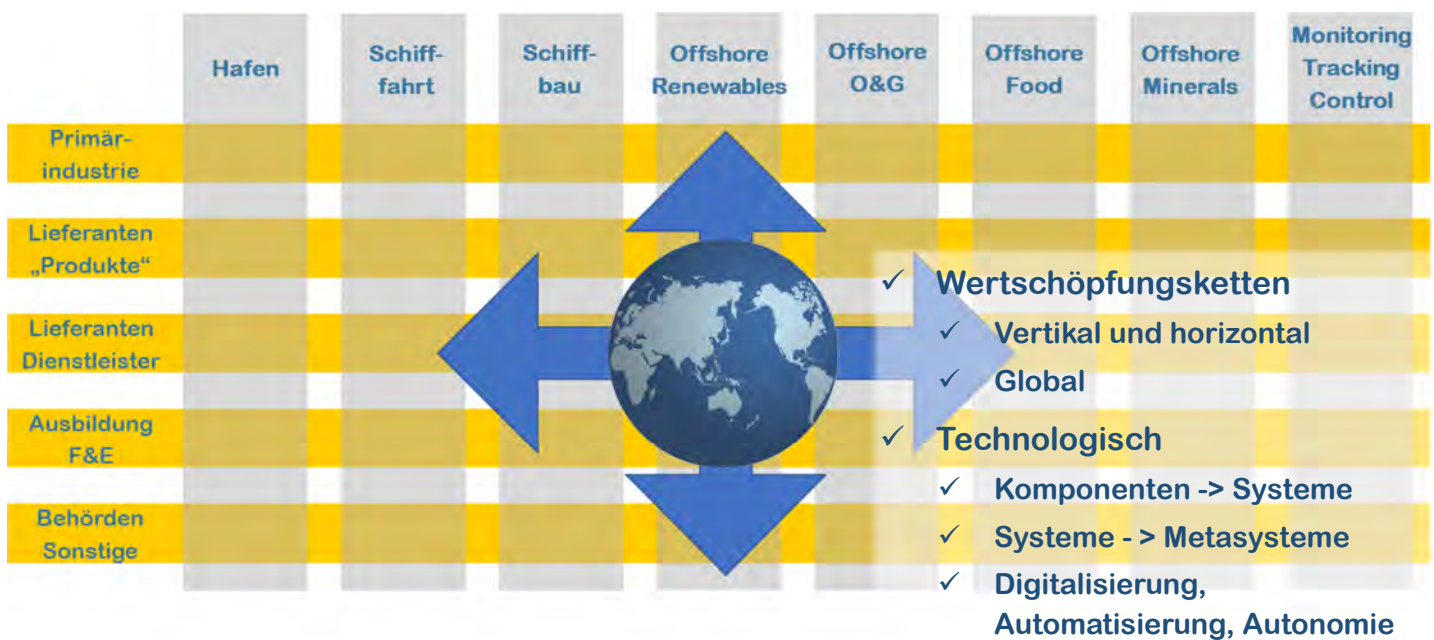 Hafen
Schiff-
fahrt
Schiff-
bau
Offshore
Renewables
Offshore
O&G
Offshore
Food
Offshore
Minerals
Monitoring
Tracking
Control
Primär-
industrie
Lieferanten
„Produkte“
Lieferanten
Dienstleister
Ausbildung
F&E
Behörden
Sonstige
✓ Wertschöpfungsketten
✓ Vertikal und horizontal
✓ Global
✓ Technologisch
✓ Komponenten -> Systeme
✓ Systeme - > Metasysteme
✓ Digitalisierung,
Automatisierung, Autonomie